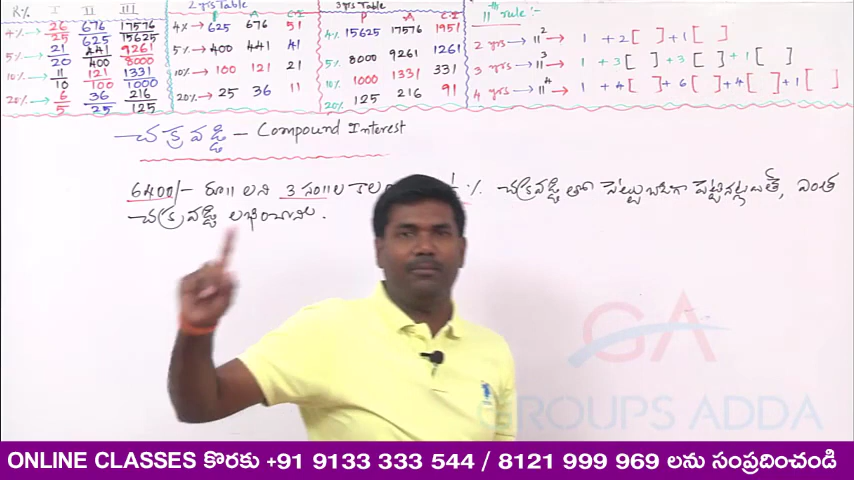 R% I II III
4% → 26/25 676/625 17576/15625
5% → 21/20 441/400 9261/8000
10% → 11/10 121/100 1331/1000
20% → 6/5 36/25 216/125
2 yrs Table
P A C.I
4% → 625 676 51
5% → 400 441 41
10% → 100 121 21
20% → 25 36 11
3 yrs Table
P A C.I
4% 15625 17576 1951
5% 8000 9261 1261
10% 1000 1331 331
20% 125 216 91
11th rule :-
2 yrs → 11² → 1 + 2[ ] + 1[ ]
3 yrs → 11³ → 1 + 3[ ] + 3[ ] + 1[ ]
4 yrs → 11⁴ → 1 + 4[ ] + 6[ ] + 4[ ] + 1[ ]
చక్రవడ్డీ – Compound Interest
6400/- రూ॥ లని 3 సం॥ల % చక్రవడ్డీ తో పెట్టుబడిగా పెట్టినట్లయితే, ఎంత
చక్రవడ్డీ లభించును.
GA
GROUPS ADDA
ONLINE CLASSES కొరకు +91 9133 333 544 / 8121 999 969 లను సంప్రదించండి